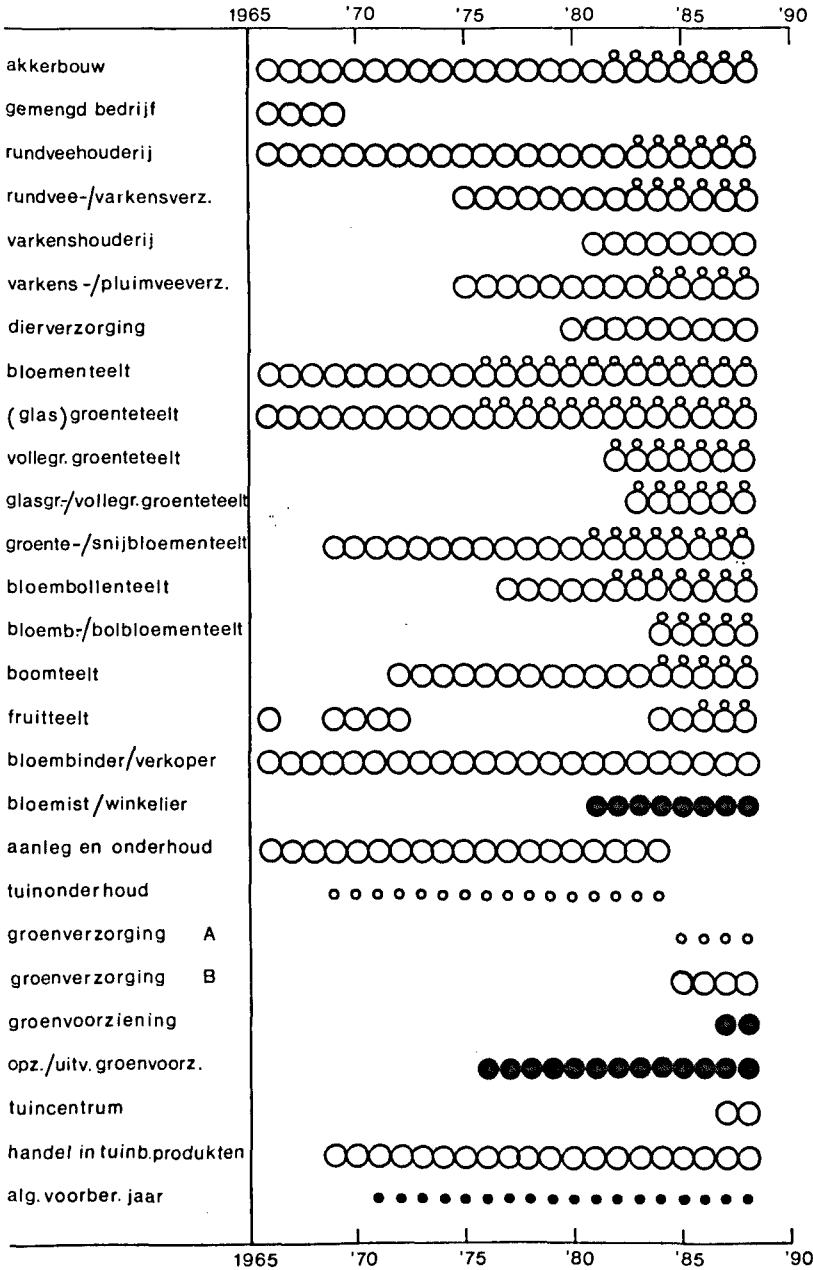 1965 '70 '75 '80 '85 '90
akkerbouw
gemengd bedrijf
rundveehouderij
rundvee-/varkensverz.
varkenshouderij
varkens-/pluimveeverz.
dierverzorging
bloementeelt
(glas)groenteteelt
vollegr. groenteteelt
glasgr./vollegr. groenteteelt
groente-/snijbloementeelt
bloembollenteelt
bloemb./bolbloementeelt
boomteelt
fruitteelt
bloembinder/verkoper
bloemist/winkelier
aanleg en onderhoud
tuinonderhoud
groenverzorging A
groenverzorging B
groenvoorziening
opz./uitv. groenvoorz.
tuincentrum
handel in tuinb.produkten
alg. voorber. jaar
1965 '70 '75 '80 '85 '90